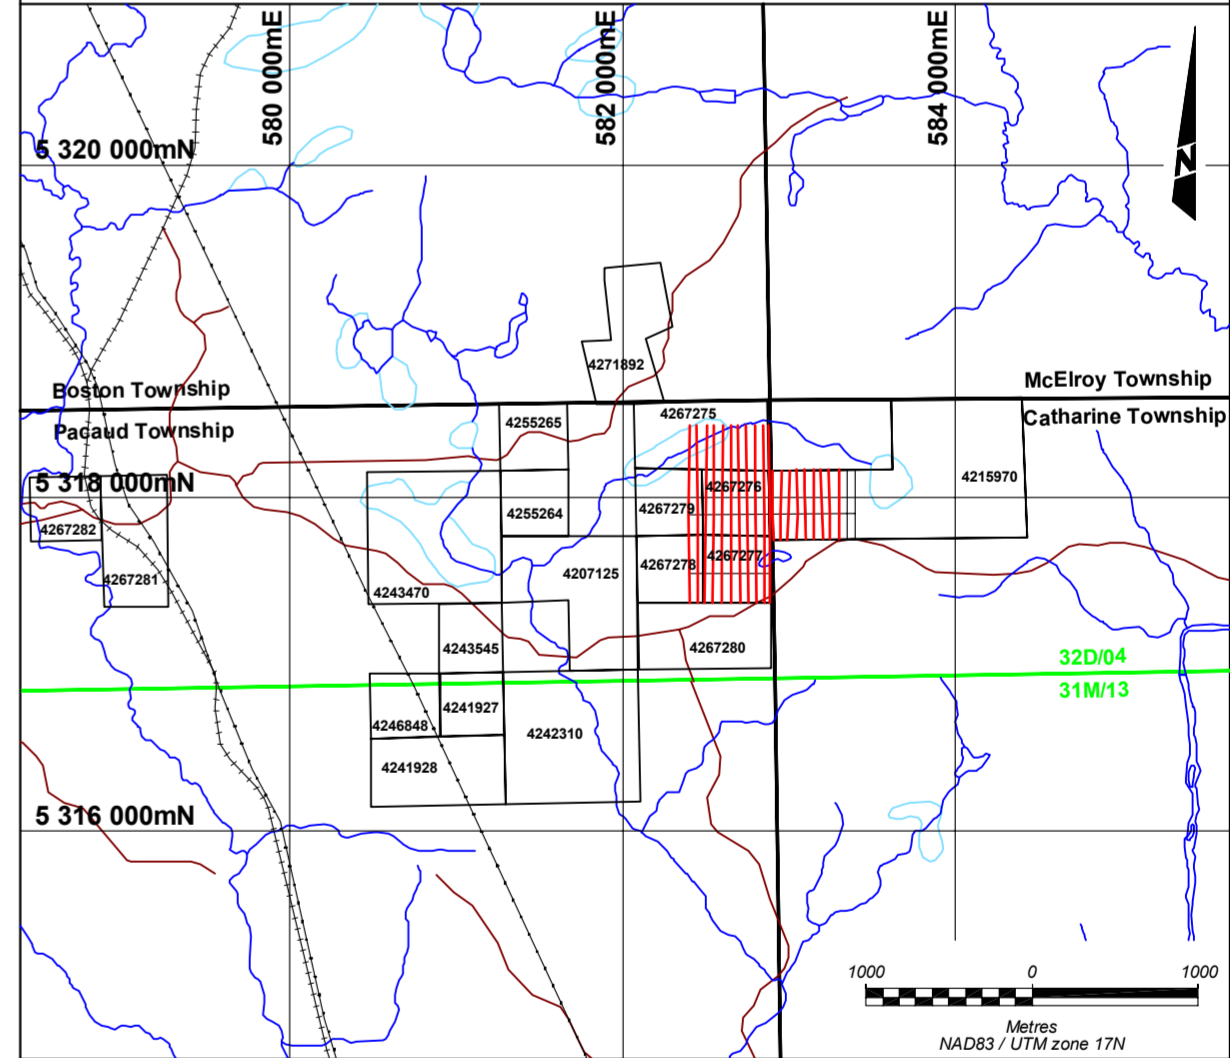 580 000mE
582 000mE
584 000mE
5 320 000mN
N
4271892
Boston Township
McElroy Township
Pacaud Township
Catharine Township
4255265
4267275
5 318 000mN
4267276
4215970
4255264
4267279
4267282
4267277
4267278
4267281
4207125
4243470
4243545
4267280
32D/04
31M/13
4241927
4246848
4242310
4241928
5 316 000mN
1000 0 1000
Metres
NAD83 / UTM zone 17N